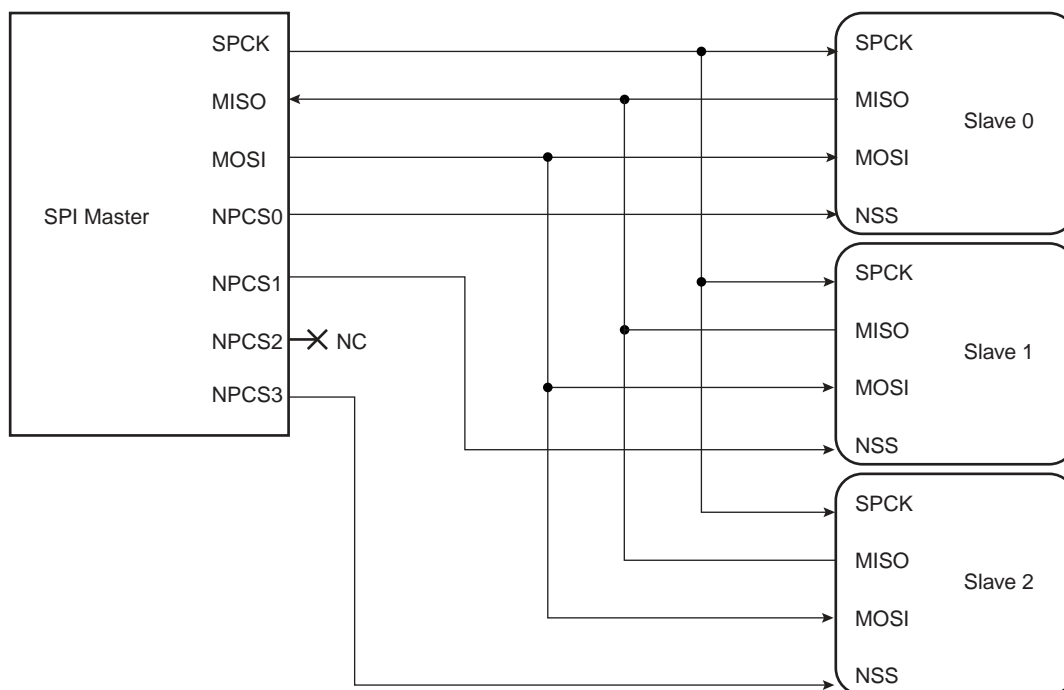 SPI Master
SPCK
MISO
MOSI
NPCS0
NPCS1
NPCS2
NC
NPCS3
SPCK
MISO
Slave 0
MOSI
NSS
SPCK
MISO
Slave 1
MOSI
NSS
SPCK
MISO
Slave 2
MOSI
NSS